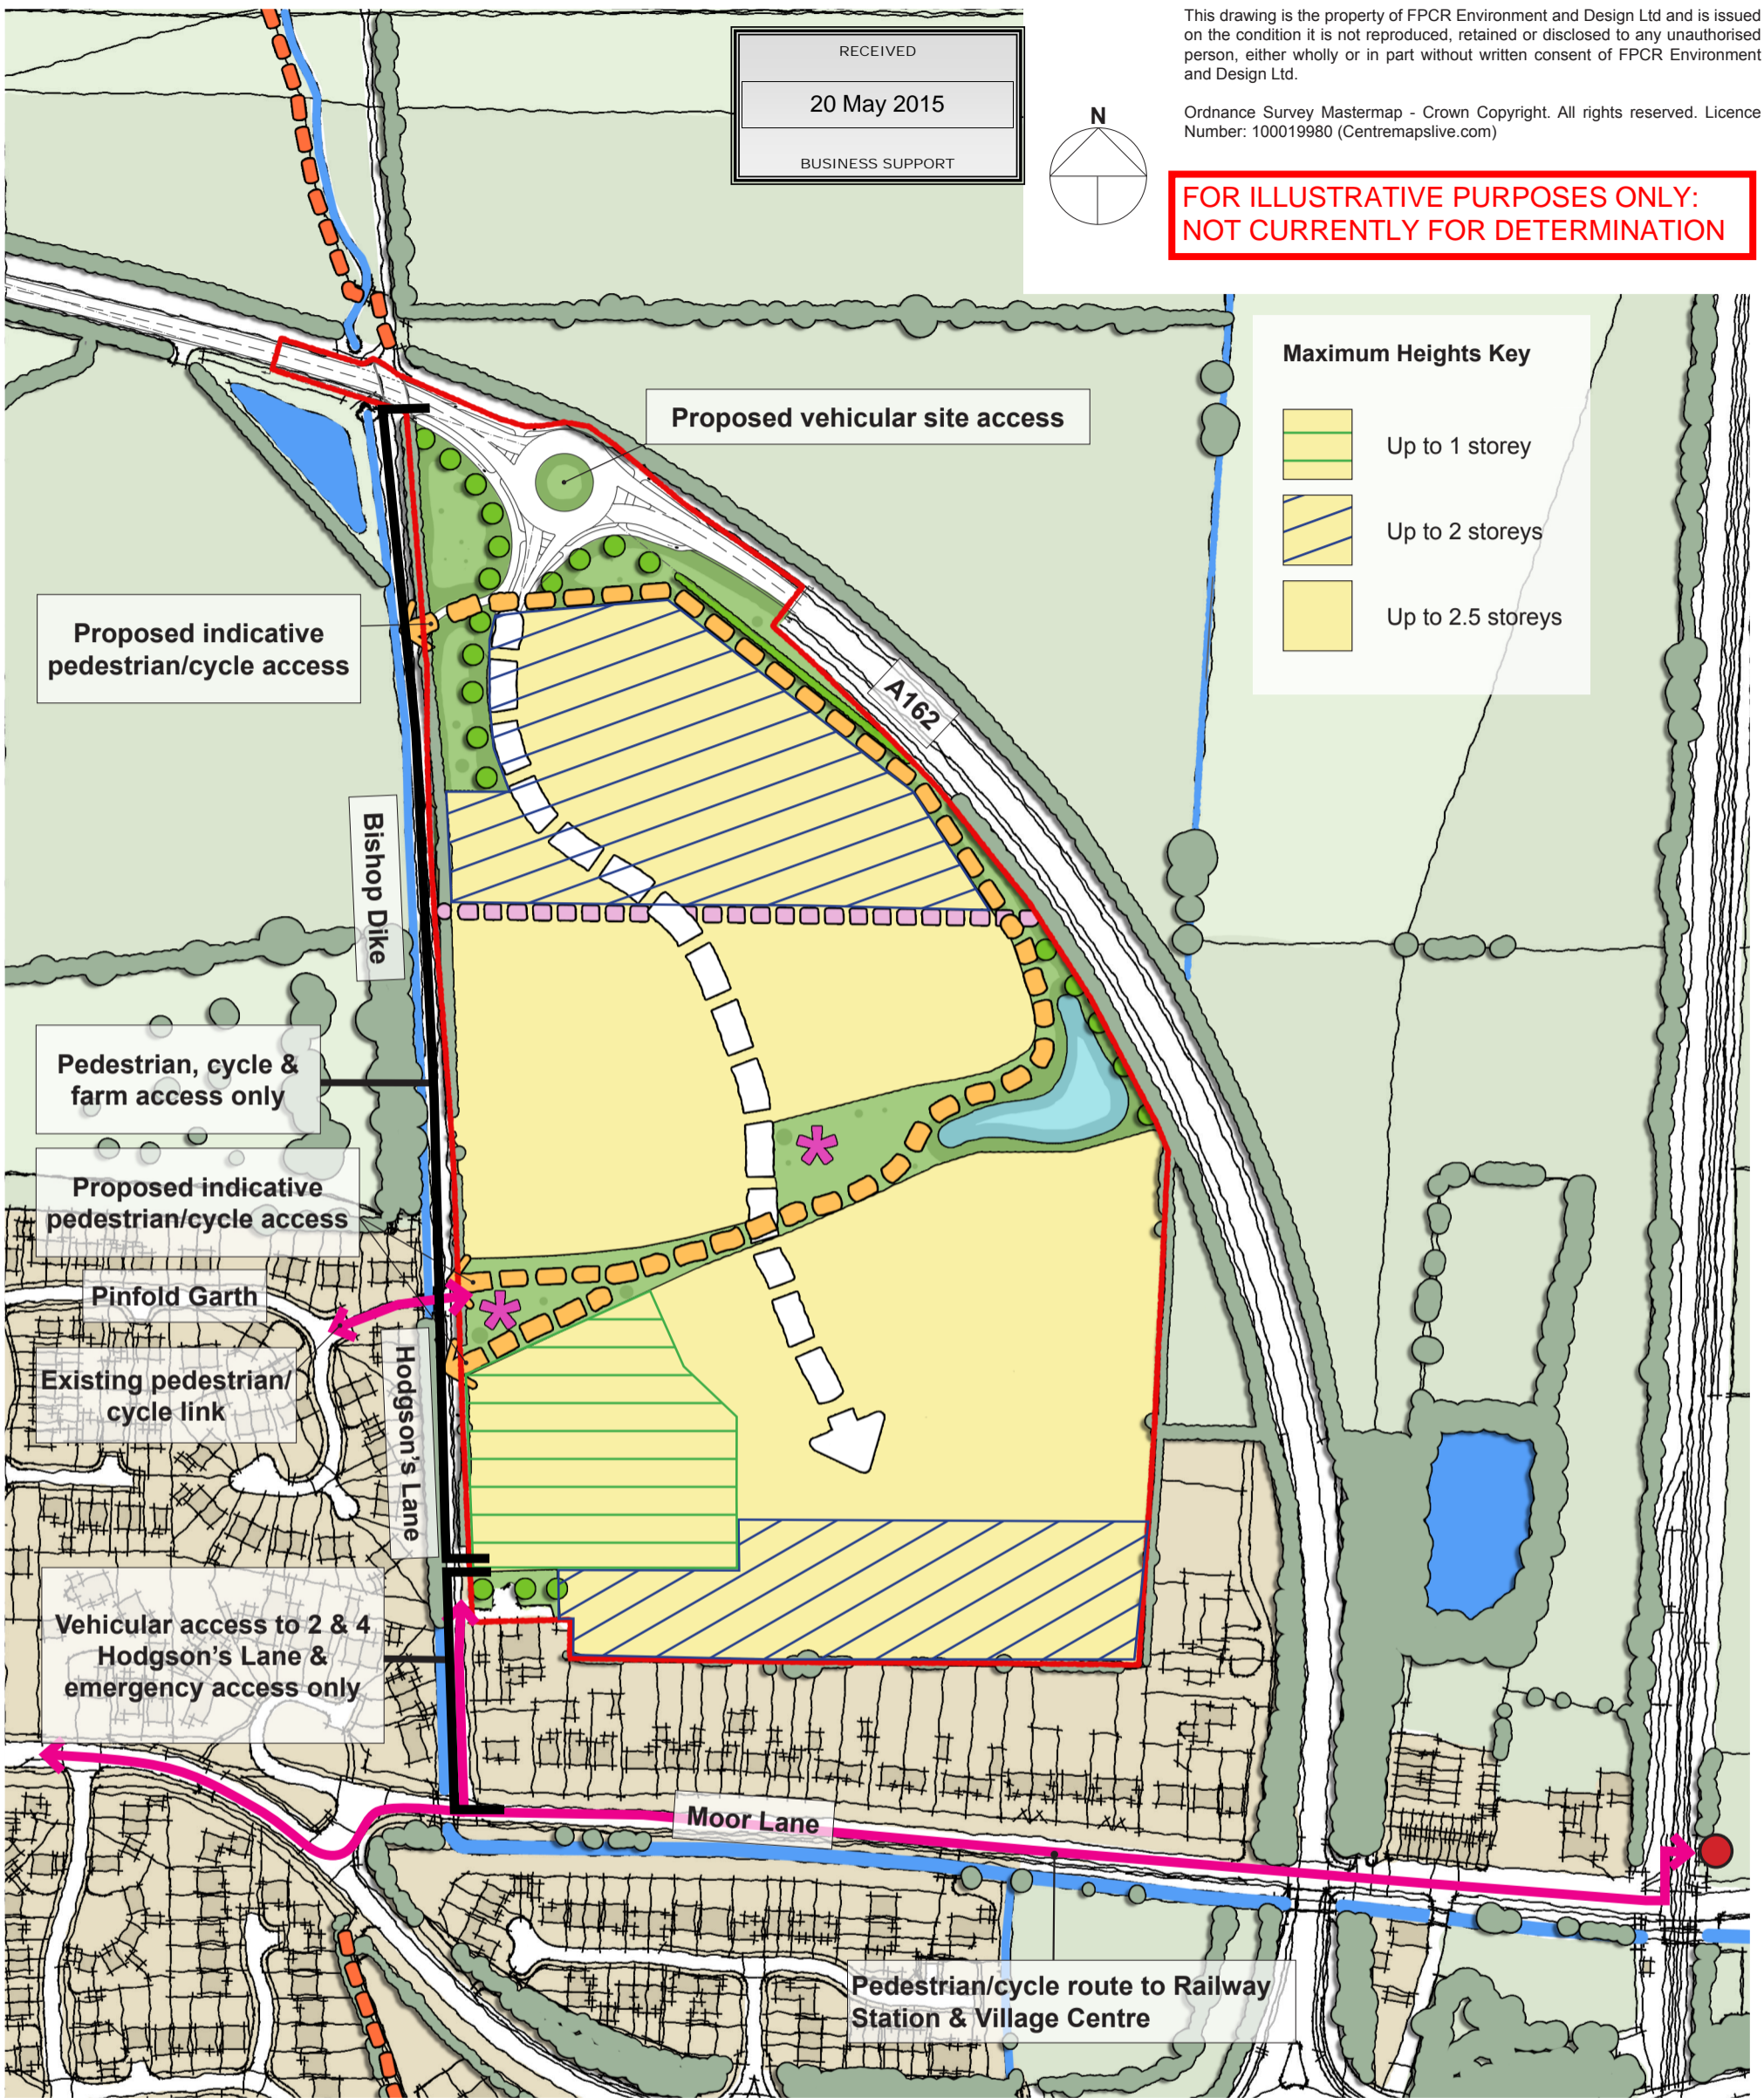 This drawing is the property of FPCR Environment and Design Ltd and is issued
on the condition it is not reproduced, retained or disclosed to any unauthorised
person, either wholly or in part without written consent of FPCR Environment
and Design Ltd.
Ordnance Survey Mastermap - Crown Copyright. All rights reserved. Licence
Number: 100019980 (Centremapslive.com)
RECEIVED
20 May 2015
BUSINESS SUPPORT
N
FOR ILLUSTRATIVE PURPOSES ONLY:
NOT CURRENTLY FOR DETERMINATION
Maximum Heights Key
Up to 1 storey
Up to 2 storeys
Up to 2.5 storeys
Proposed vehicular site access
Proposed indicative
pedestrian/cycle access
A162
Bishop Dike
Pedestrian, cycle &
farm access only
Proposed indicative
pedestrian/cycle access
Pinfold Garth
Existing pedestrian/
cycle link
Hodgson's Lane
Vehicular access to 2 & 4
Hodgson's Lane &
emergency access only
Moor Lane
Pedestrian/cycle route to Railway
Station & Village Centre